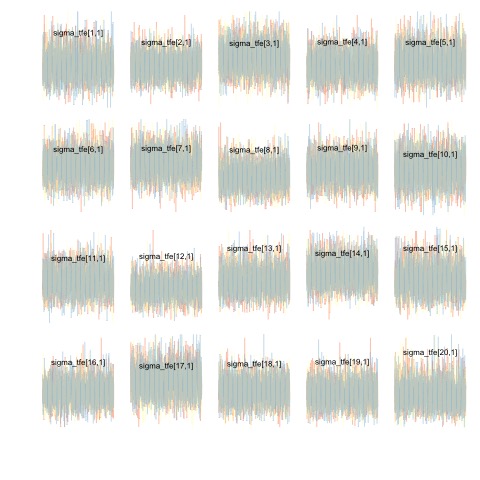 sigma_tfe[1,1]
sigma_tfe[2,1]
sigma_tfe[3,1]
sigma_tfe[4,1]
sigma_tfe[5,1]
sigma_tfe[6,1]
sigma_tfe[7,1]
sigma_tfe[8,1]
sigma_tfe[9,1]
sigma_tfe[10,1]
sigma_tfe[11,1]
sigma_tfe[12,1]
sigma_tfe[13,1]
sigma_tfe[14,1]
sigma_tfe[15,1]
sigma_tfe[16,1]
sigma_tfe[17,1]
sigma_tfe[18,1]
sigma_tfe[19,1]
sigma_tfe[20,1]